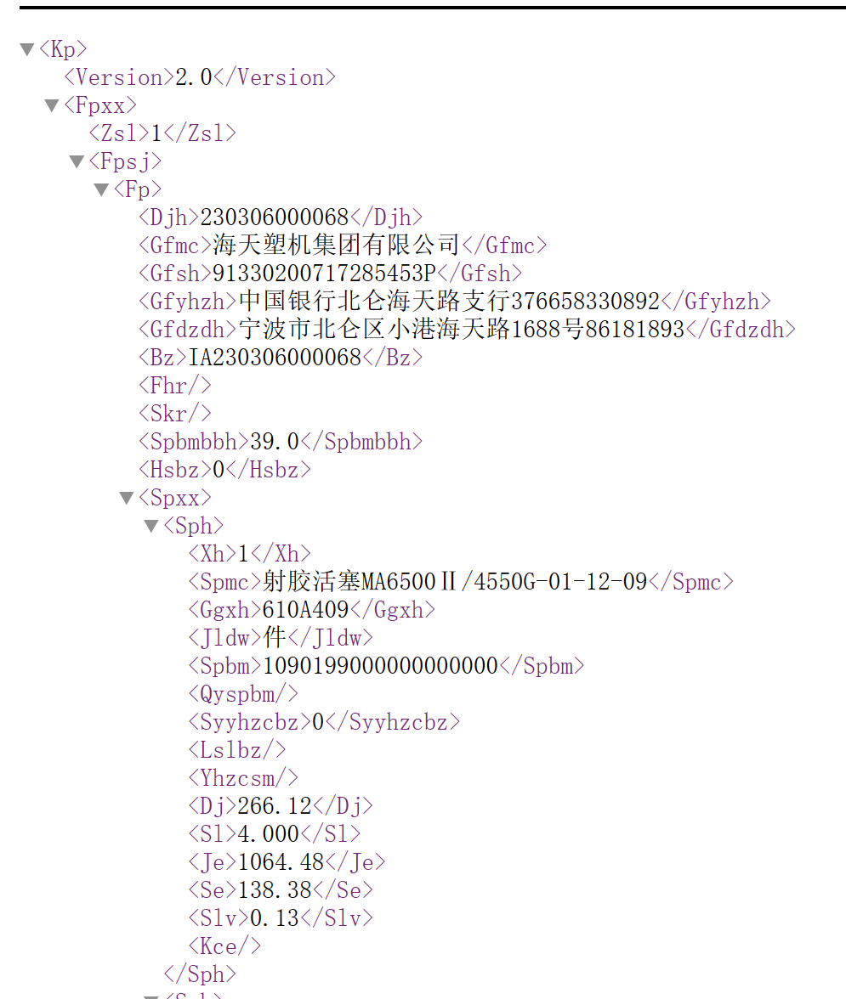 <Kp>
<Version>2.0</Version>
<Fpxx>
<Zsl>1</Zsl>
<Fpsj>
<Fp>
<Djh>230306000068</Djh>
<Gfmc>海天塑机集团有限公司</Gfmc>
<Gfsh>91330200717285453P</Gfsh>
<Gfyhzh>中国银行北仑海天路支行376658330892</Gfyhzh>
<Gfdzdh>宁波市北仑区小港海天路1688号86181893</Gfdzdh>
<Bz>IA230306000068</Bz>
<Fhr/>
<Skr/>
<Spbmbbh>39.0</Spbmbbh>
<Hsbz>0</Hsbz>
<Spxx>
<Sph>
<Xh>1</Xh>
<Spmc>射胶活塞MA6500Ⅱ/4550G-01-12-09</Spmc>
<Ggxh>610A409</Ggxh>
<Jldw>件</Jldw>
<Spbm>1090199000000000000</Spbm>
<Qyspbm/>
<Syyhzcbz>0</Syyhzcbz>
<Lslbz/>
<Yhzcsm/>
<Dj>266.12</Dj>
<Sl>4.000</Sl>
<Je>1064.48</Je>
<Se>138.38</Se>
<Slv>0.13</Slv>
<Kce/>
</Sph>